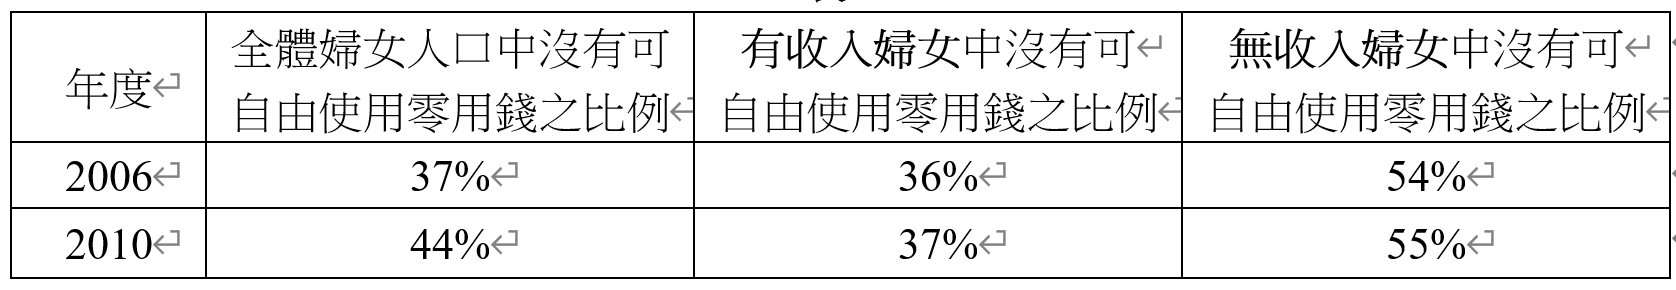 年度
全體婦女人口中沒有可
自由使用零用錢之比例
有收入婦女中沒有可
自由使用零用錢之比例
無收入婦女中沒有可
自由使用零用錢之比例
2006
37%
36%
54%
2010
44%
37%
55%